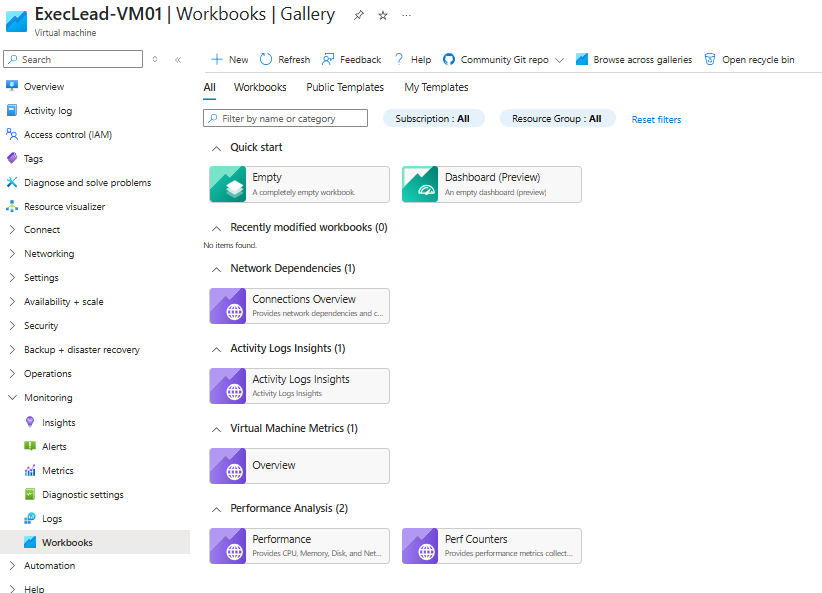 ExecLead-VM01 | Workbooks | Gallery
Virtual machine
Search
Overview
Activity log
Access control (IAM)
Tags
Diagnose and solve problems
Resource visualizer
Connect
Networking
Settings
Availability + scale
Security
Backup + disaster recovery
Operations
Monitoring
Insights
Alerts
Metrics
Diagnostic settings
Logs
Workbooks
Automation
Help
New Refresh Feedback Help Community Git repo Browse across galleries Open recycle bin
All Workbooks Public Templates My Templates
Filter by name or category Subscription : All Resource Group : All Reset filters
Quick start
Empty
A completely empty workbook.
Dashboard (Preview)
An empty dashboard (preview)
Recently modified workbooks (0)
No items found.
Network Dependencies (1)
Connections Overview
Provides network dependencies and c...
Activity Logs Insights (1)
Activity Logs Insights
Activity Logs Insights
Virtual Machine Metrics (1)
Overview
Performance Analysis (2)
Performance
Provides CPU, Memory, Disk, and Net...
Perf Counters
Provides performance metrics collect...